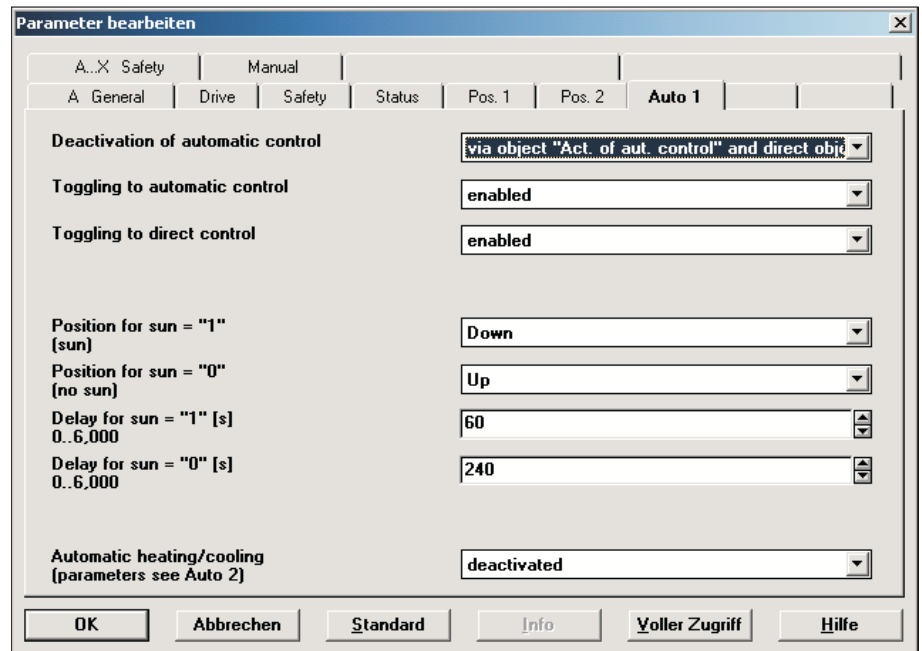 Parameter bearbeiten
A...X Safety
Manual
A General
Drive
Safety
Status
Pos. 1
Pos. 2
Auto 1
Deactivation of automatic control
via object "Act. of aut. control" and direct obje
Toggling to automatic control
enabled
Toggling to direct control
enabled
Position for sun = "1"
(sun)
Down
Position for sun = "0"
(no sun)
Up
Delay for sun = "1" [s]
0..6,000
60
Delay for sun = "0" [s]
0..6,000
240
Automatic heating/cooling
(parameters see Auto 2)
deactivated
OK
Abbrechen
Standard
Info
Voller Zugriff
Hilfe